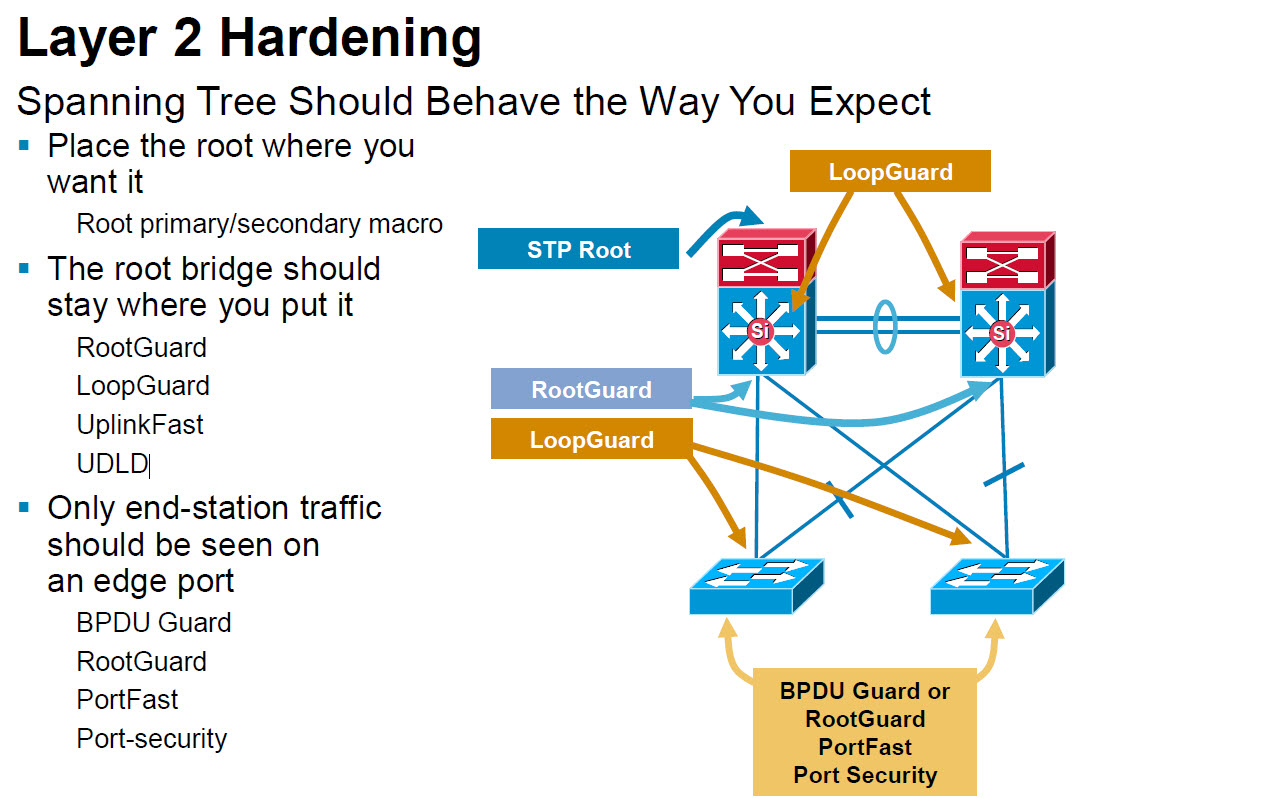 Layer 2 Hardening
Spanning Tree Should Behave the Way You Expect
Place the root where you
want it
Root primary/secondary macro
The root bridge should
stay where you put it
RootGuard
LoopGuard
UplinkFast
UDLD
Only end-station traffic
should be seen on
an edge port
BPDU Guard
RootGuard
PortFast
Port-security
LoopGuard
STP Root
Si
Si
RootGuard
LoopGuard
BPDU Guard or
RootGuard
PortFast
Port Security